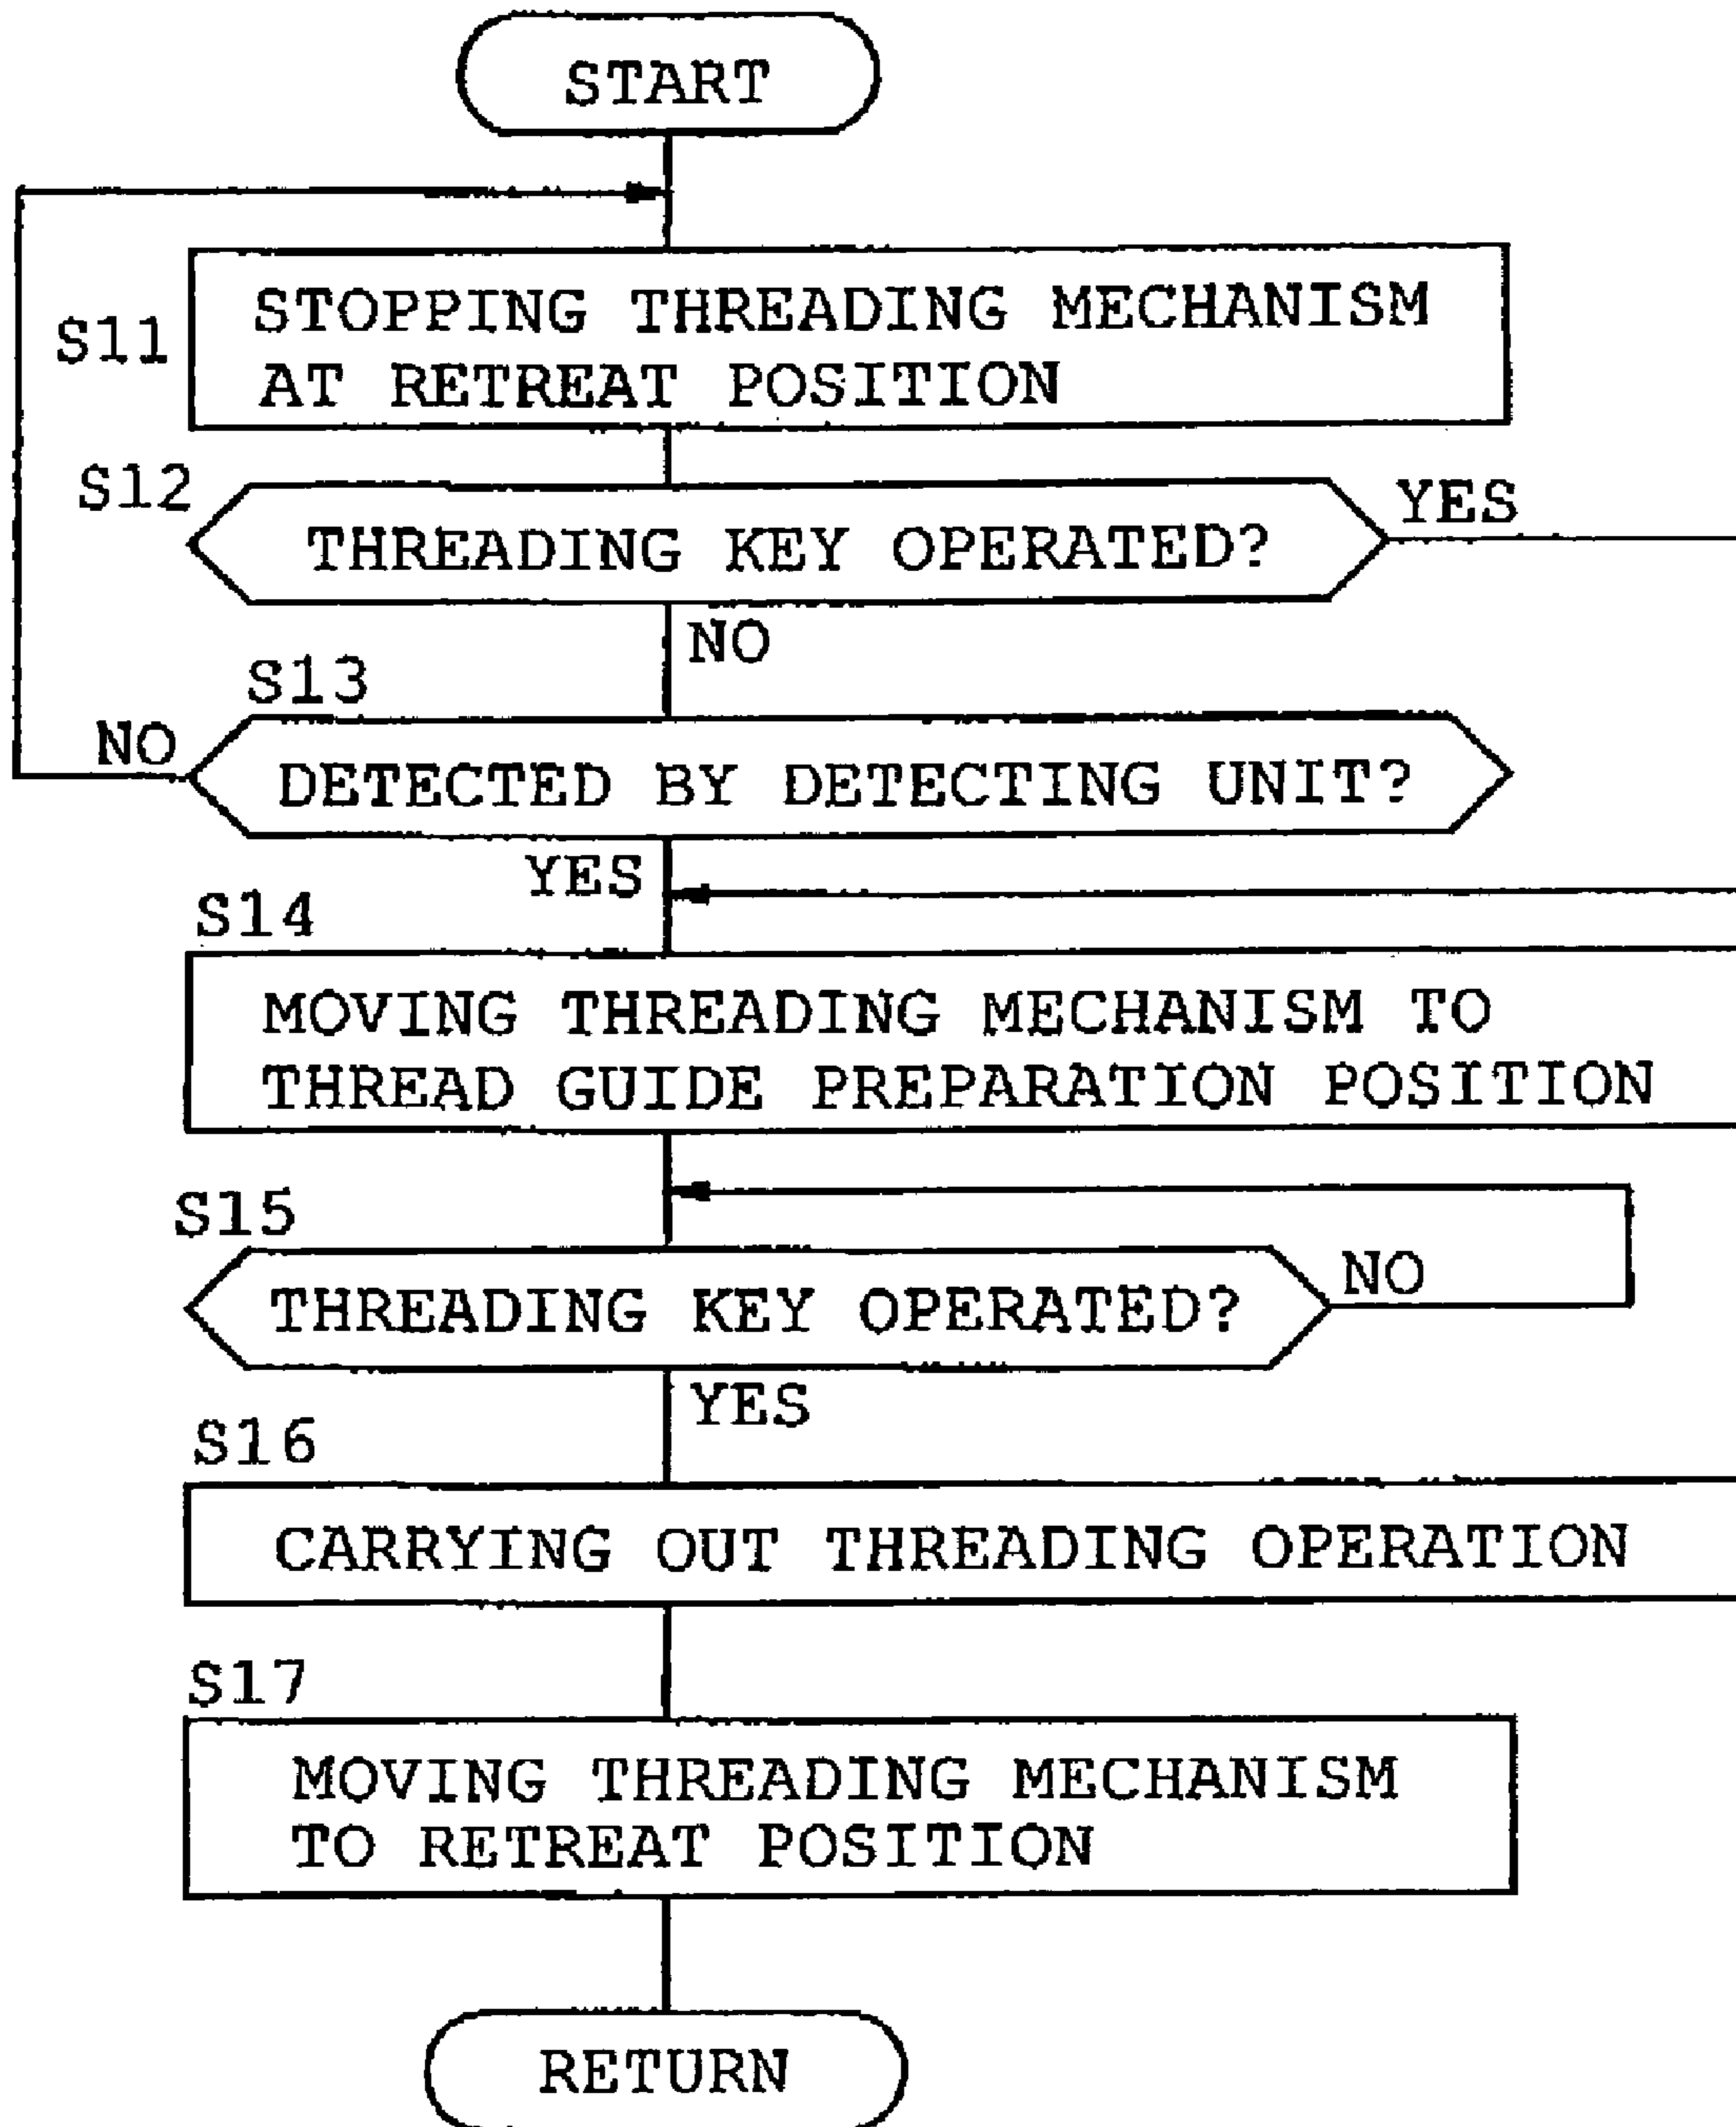 START
S11
STOPPING THREADING MECHANISM
AT RETREAT POSITION
S12
THREADING KEY OPERATED?
YES
NO
S13
NO
DETECTED BY DETECTING UNIT?
YES
S14
MOVING THREADING MECHANISM TO
THREAD GUIDE PREPARATION POSITION
S15
THREADING KEY OPERATED?
NO
YES
S16
CARRYING OUT THREADING OPERATION
S17
MOVING THREADING MECHANISM
TO RETREAT POSITION
RETURN